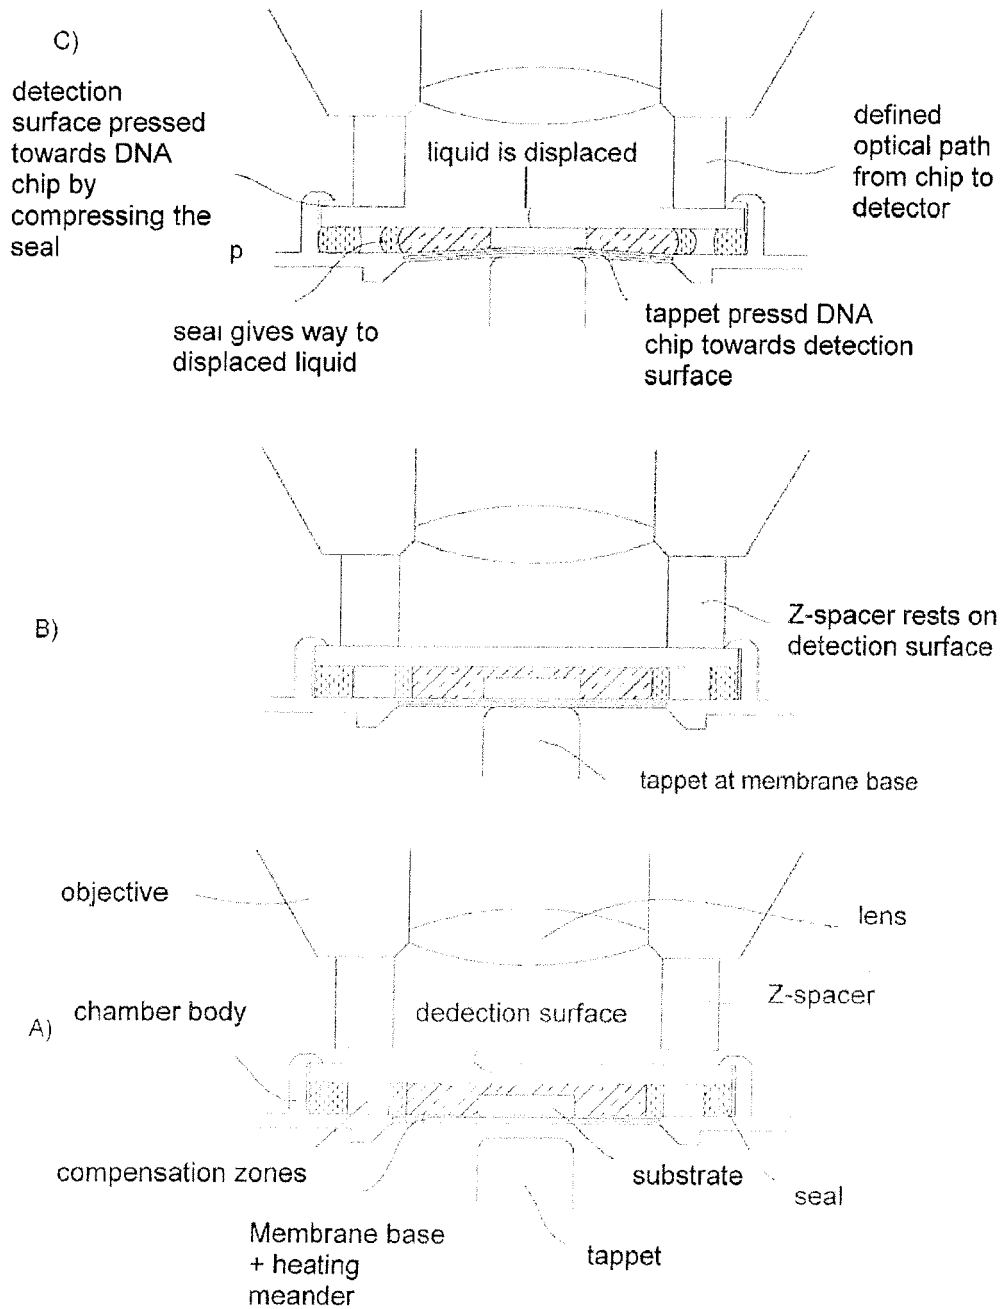 C)
detection
surface pressed
towards DNA
chip by
compressing the
seal
liquid is displaced
defined
optical path
from chip to
detector
p
seal gives way to
displaced liquid
tappet pressd DNA
chip towards detection
surface
B)
Z-spacer rests on
detection surface
tappet at membrane base
A)
objective
lens
chamber body
dedection surface
Z-spacer
compensation zones
substrate
seal
Membrane base
+ heating
meander
tappet